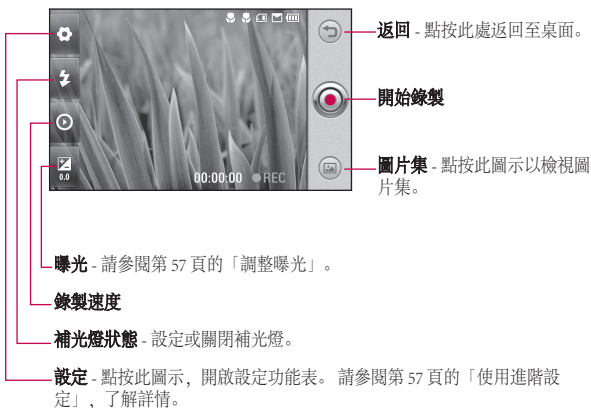 返回 - 點按此處返回至桌面。
開始錄製
圖片集 - 點按此圖示以檢視圖
片集。
0.0
00:00:00 REC
曝光 - 請參閱第 57 頁的「調整曝光」。
錄製速度
補光燈狀態 - 設定或關閉補光燈。
設定 - 點按此圖示，開啟設定功能表。 請參閱第 57 頁的「使用進階設
定」，了解詳情。